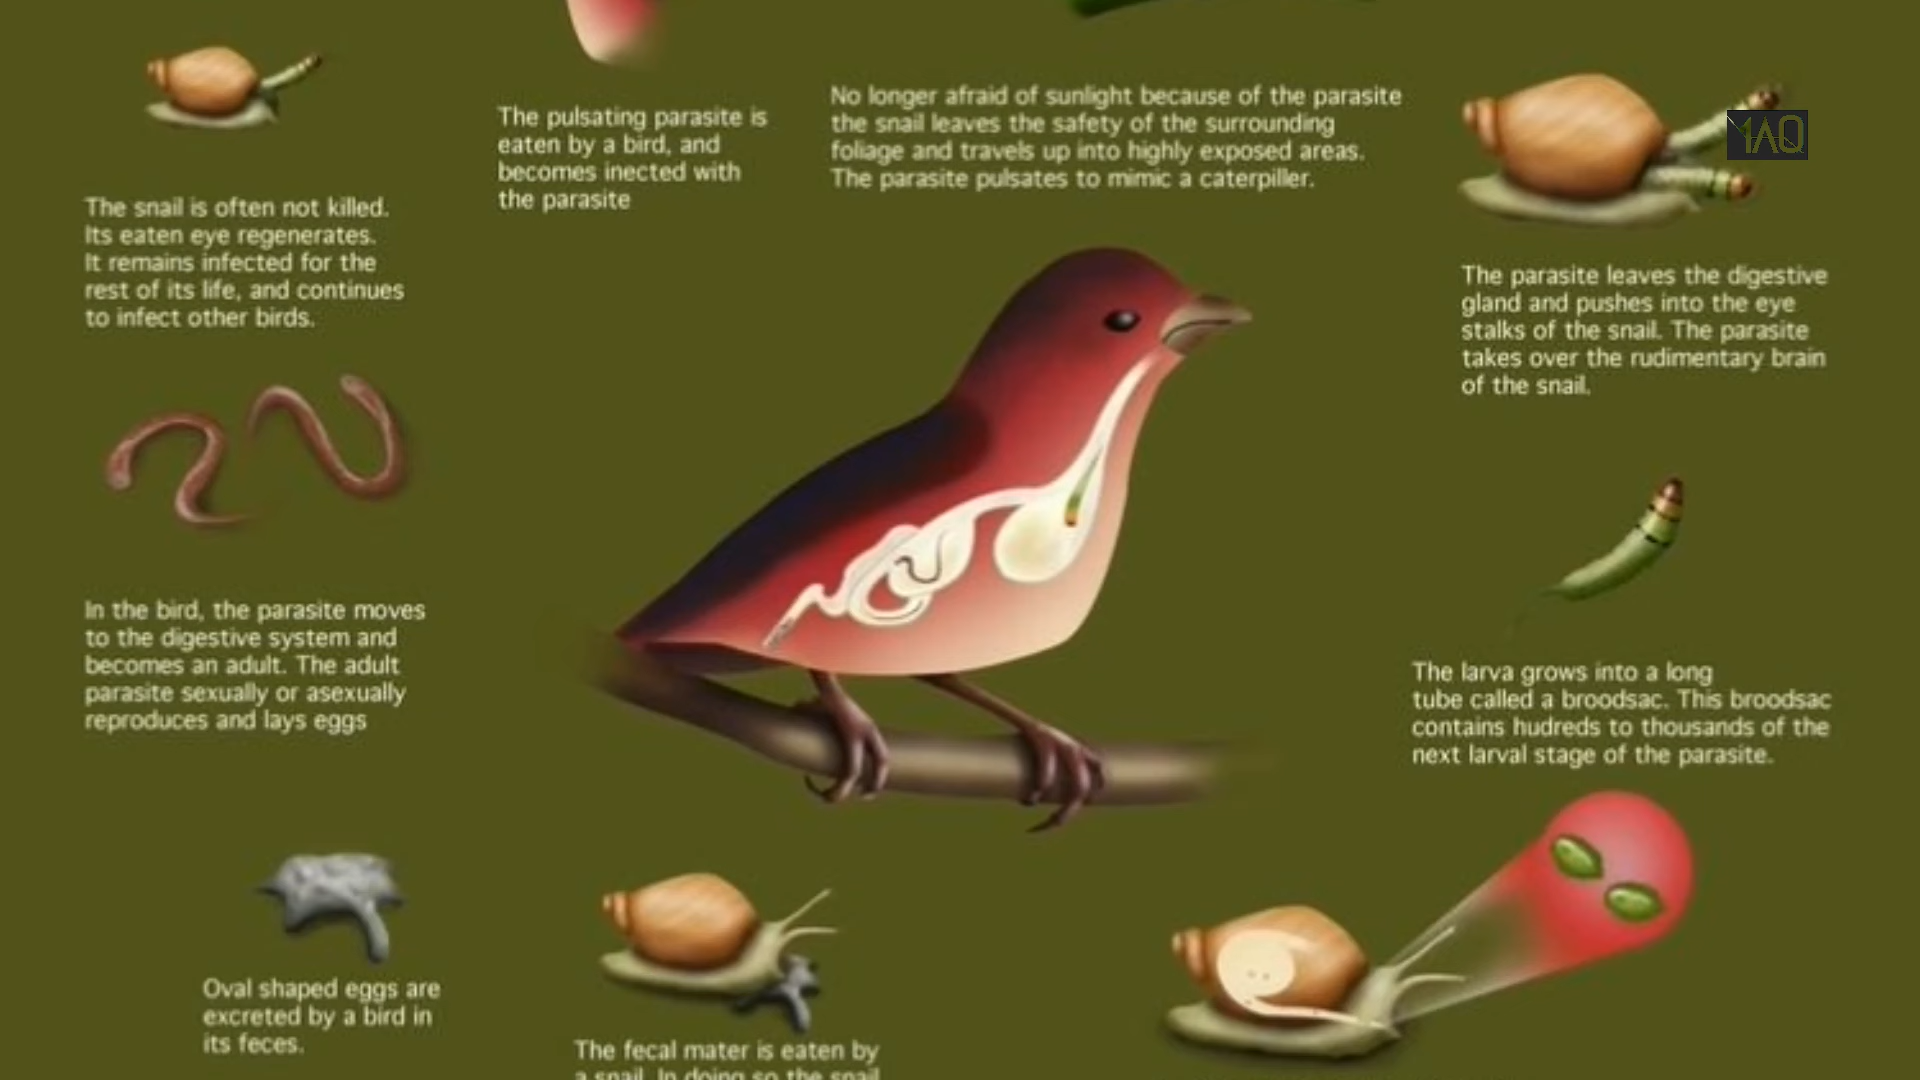 The pulsating parasite is
eaten by a bird, and
becomes inected with
the parasite
No longer afraid of sunlight because of the parasite
the snail leaves the safety of the surrounding
foliage and travels up into highly exposed areas.
The parasite pulsates to mimic a caterpiller.
1AQ
The snail is often not killed.
Its eaten eye regenerates.
It remains infected for the
rest of its life, and continues
to infect other birds.
The parasite leaves the digestive
gland and pushes into the eye
stalks of the snail. The parasite
takes over the rudimentary brain
of the snail.
In the bird, the parasite moves
to the digestive system and
becomes an adult. The adult
parasite sexually or asexually
reproduces and lays eggs
The larva grows into a long
tube called a broodsac. This broodsac
contains hudreds to thousands of the
next larval stage of the parasite.
Oval shaped eggs are
excreted by a bird in
its feces.
The fecal mater is eaten by
a snail. In doing so the snail